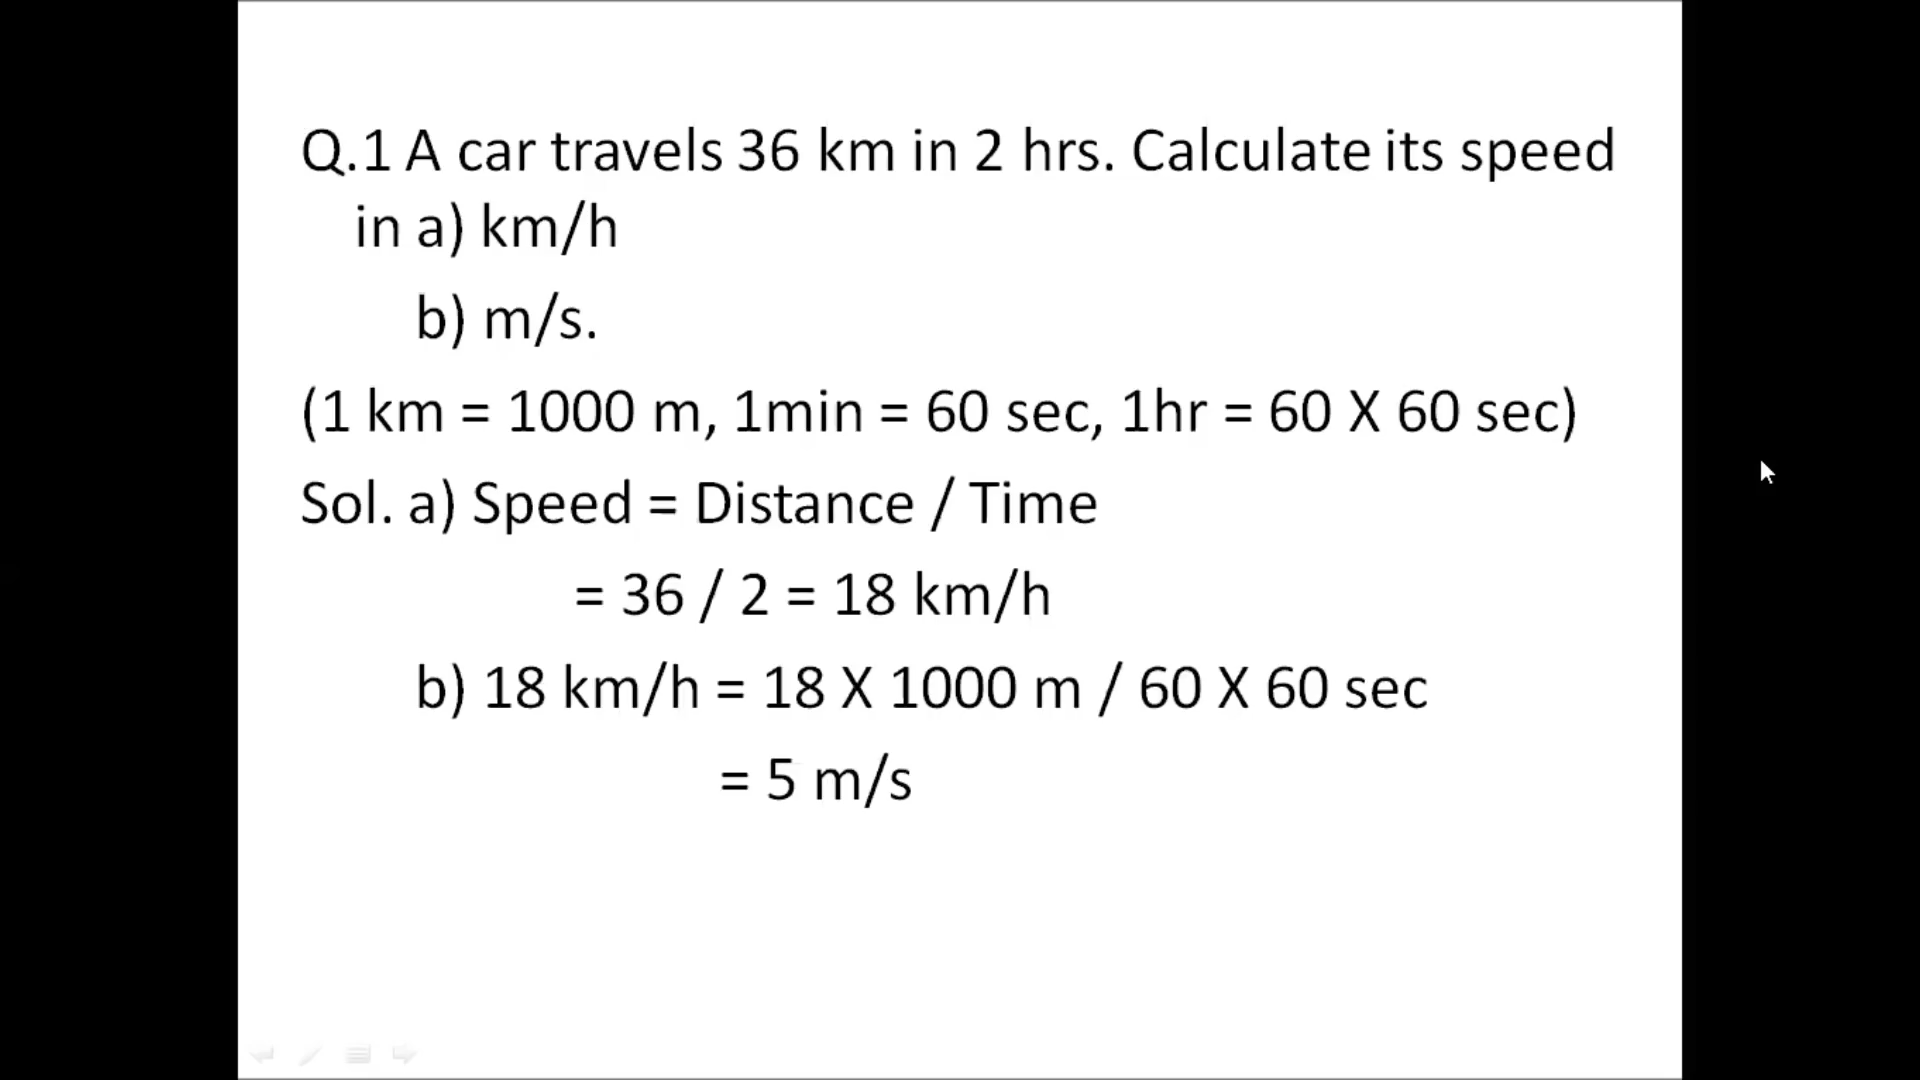 Q.1 A car travels 36 km in 2 hrs. Calculate its speed
in a) km/h
b) m/s.
(1 km = 1000 m, 1min = 60 sec, 1hr = 60 X 60 sec)
Sol. a) Speed = Distance / Time
= 36 / 2 = 18 km/h
b) 18 km/h = 18 X 1000 m / 60 X 60 sec
= 5 m/s